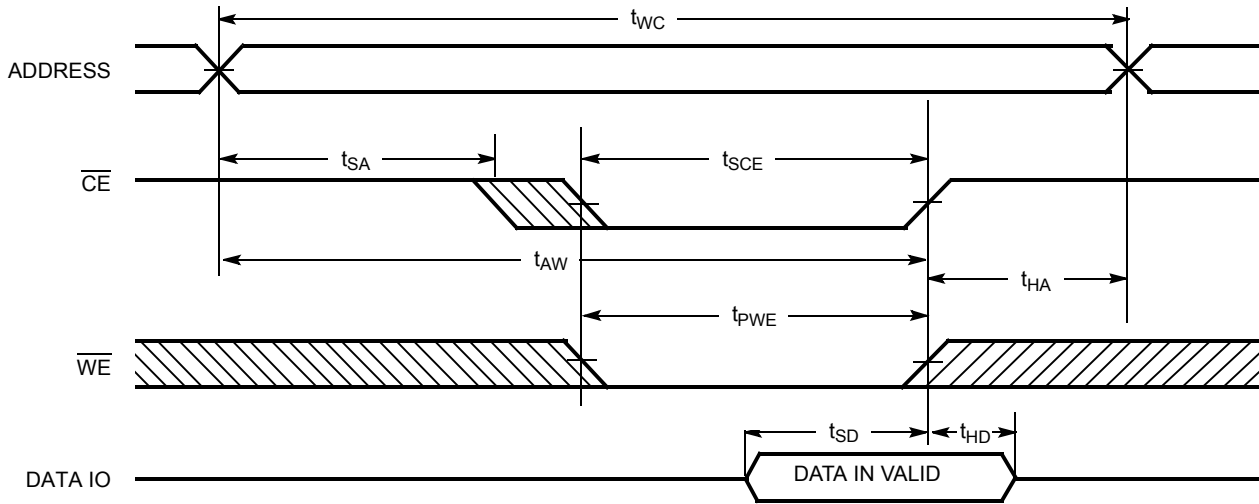 tWC
ADDRESS
tSA
tSCE
CE
tAW
tHA
tPWE
WE
tSD
tHD
DATA IO
DATA IN VALID